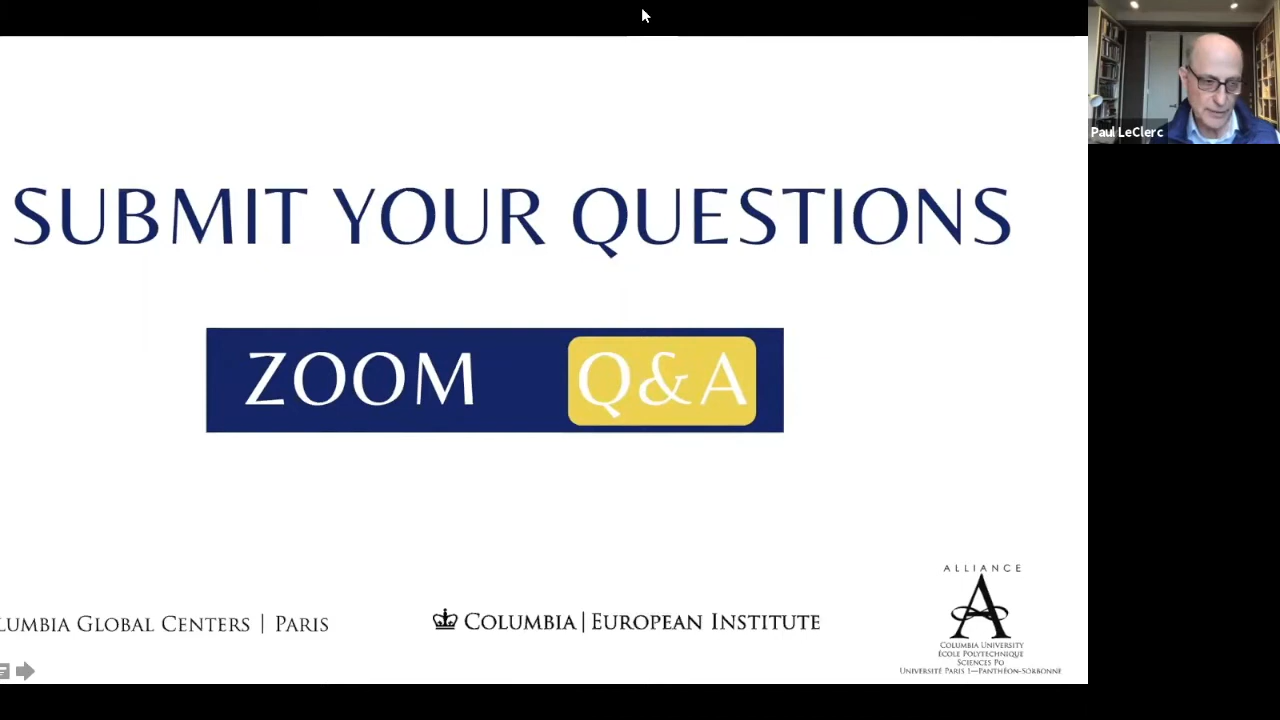 Paul LeClerc
SUBMIT YOUR QUESTIONS
ZOOM Q&A
LUMBIA GLOBAL CENTERS | PARIS
COLUMBIA | EUROPEAN INSTITUTE
ALLIANCE
A
COLUMBIA UNIVERSITY
ÉCOLE POLYTECHNIQUE
SCIENCES PO
UNIVERSITÉ PARIS 1—PANTHÉON-SORBONNE